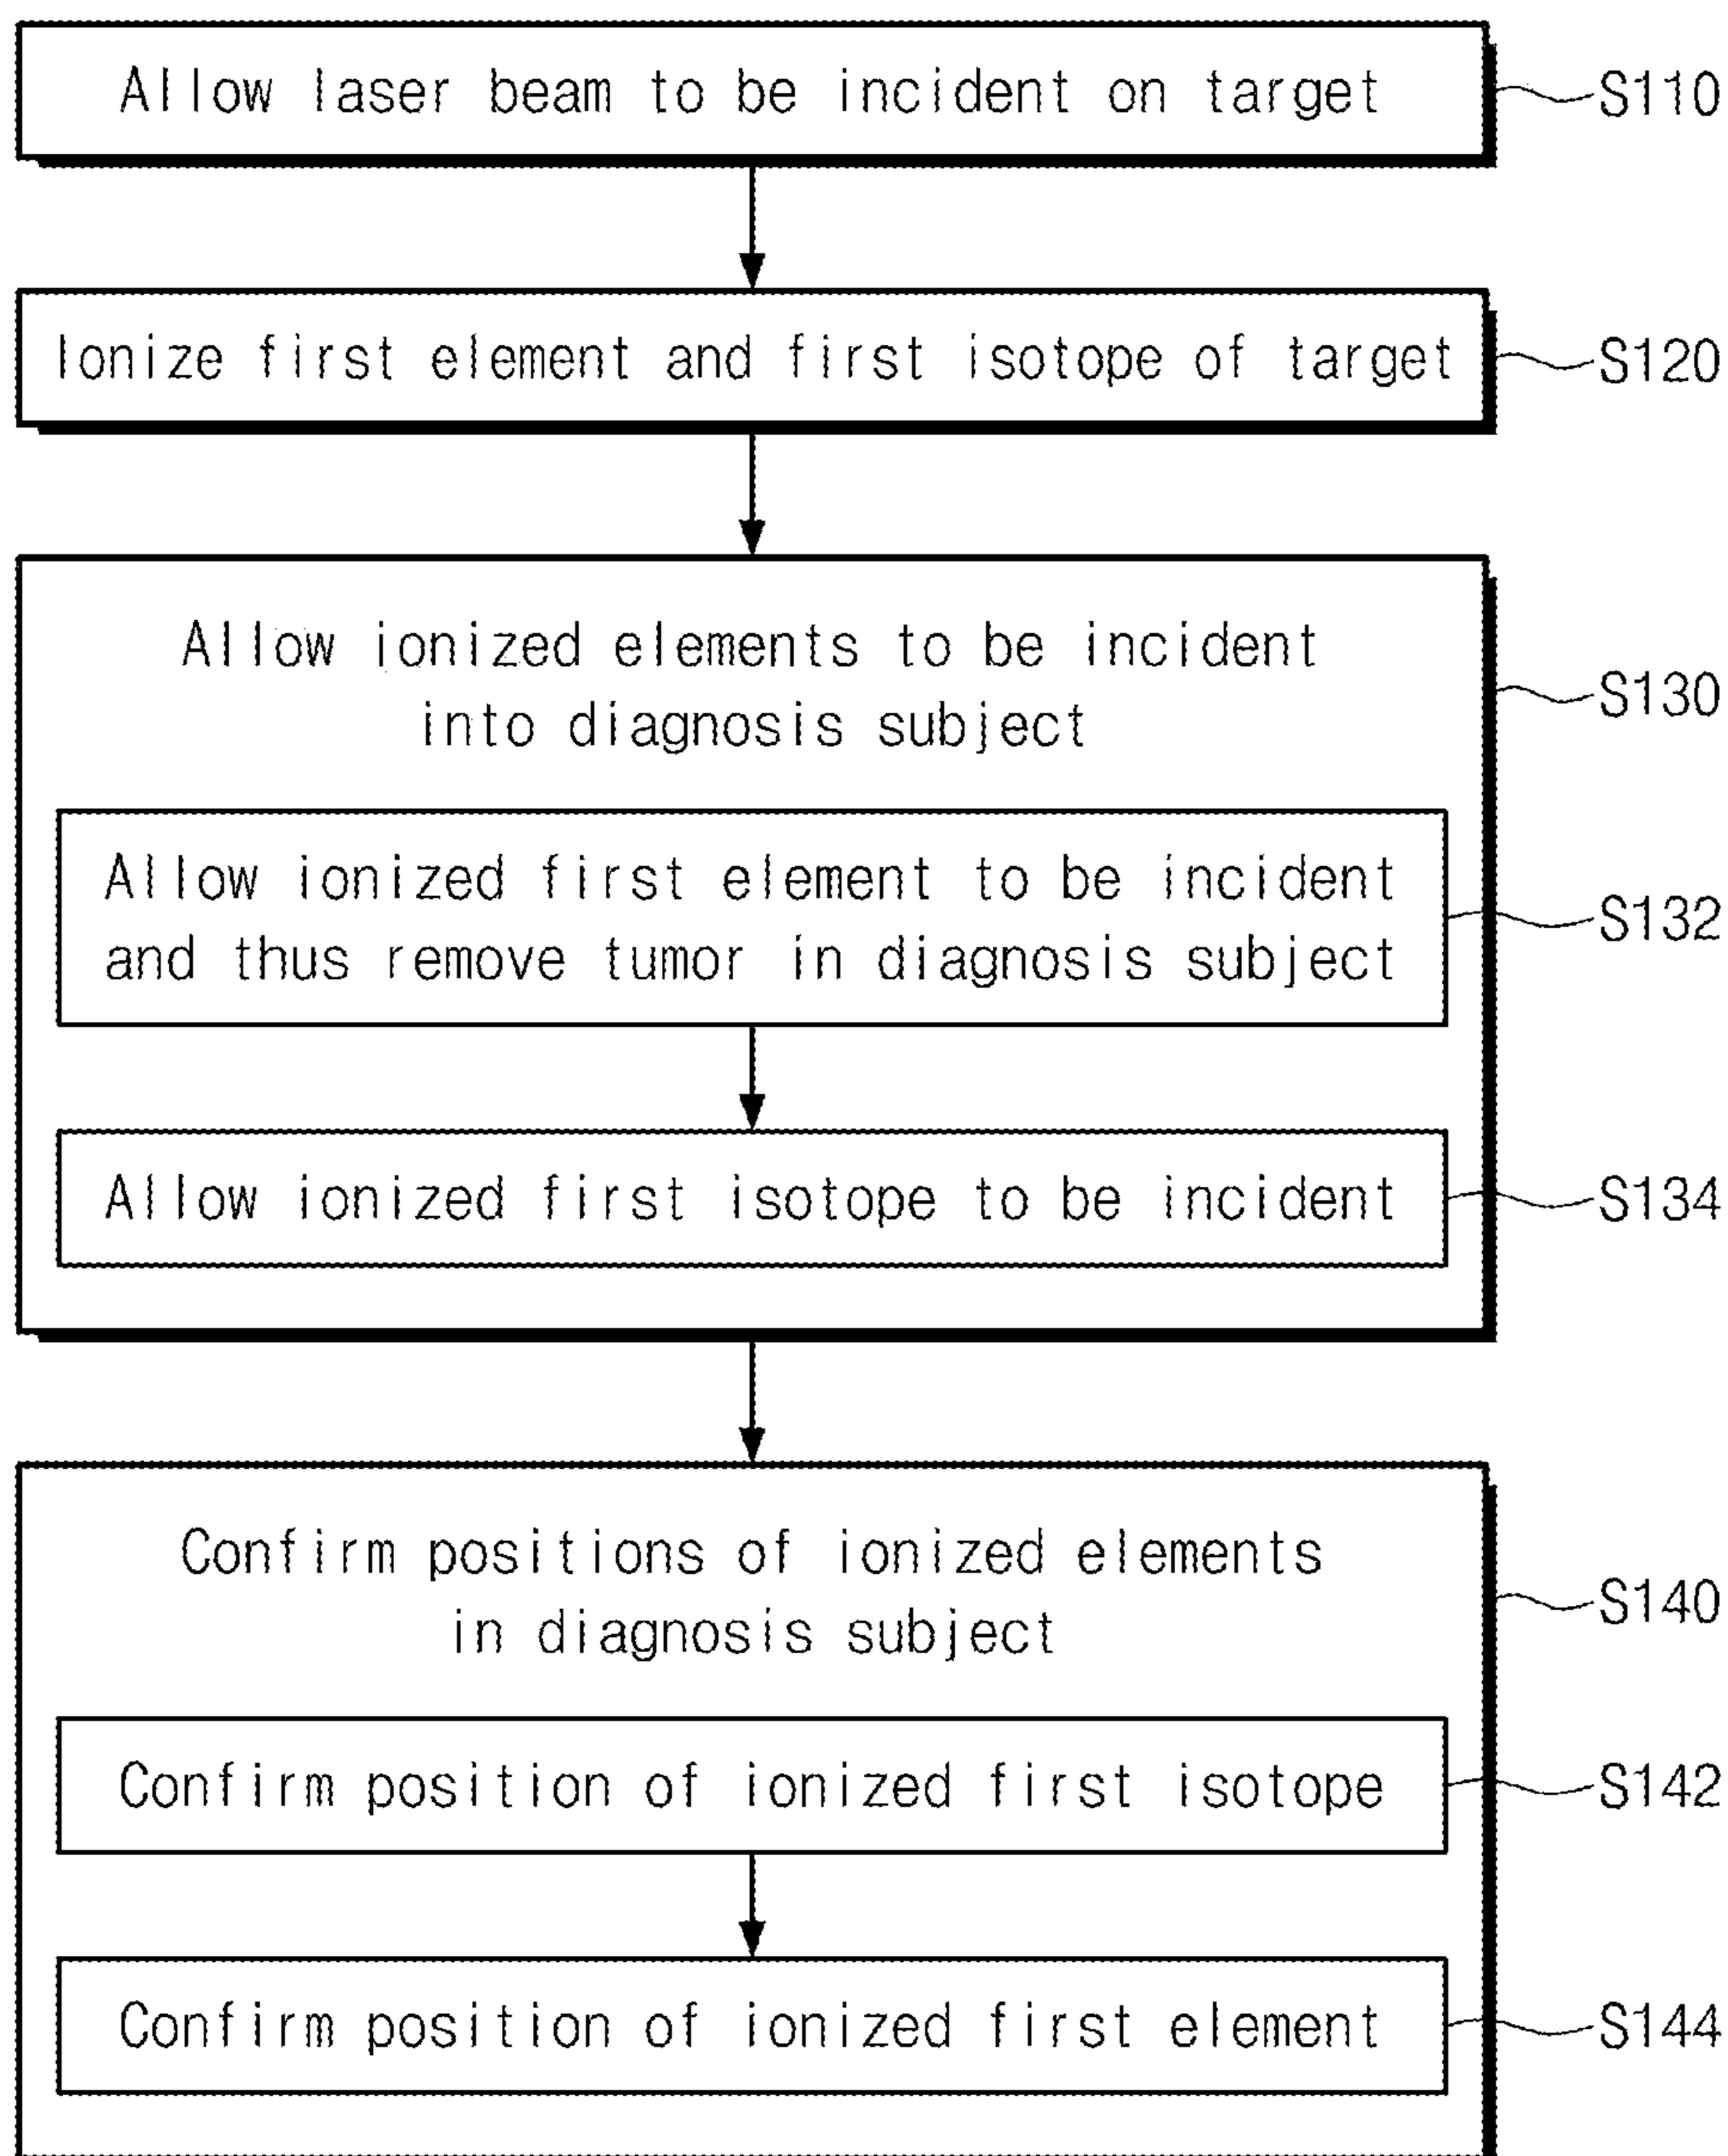 Allow laser beam to be incident on target
S110
Ionize first element and first isotope of target
S120
Allow ionized elements to be incident
into diagnosis subject
S130
Allow ionized first element to be incident
and thus remove tumor in diagnosis subject
S132
Allow ionized first isotope to be incident
S134
Confirm positions of ionized elements
in diagnosis subject
S140
Confirm position of ionized first isotope
S142
Confirm position of ionized first element
S144